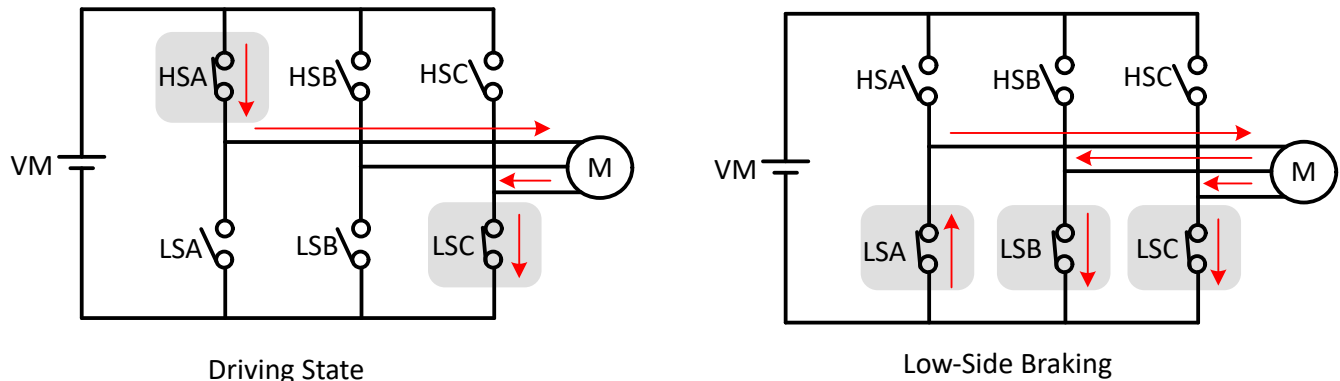 HSA
HSB
HSC
VM
M
LSA
LSB
LSC
Driving State
HSA
HSB
HSC
VM
M
LSA
LSB
LSC
Low-Side Braking